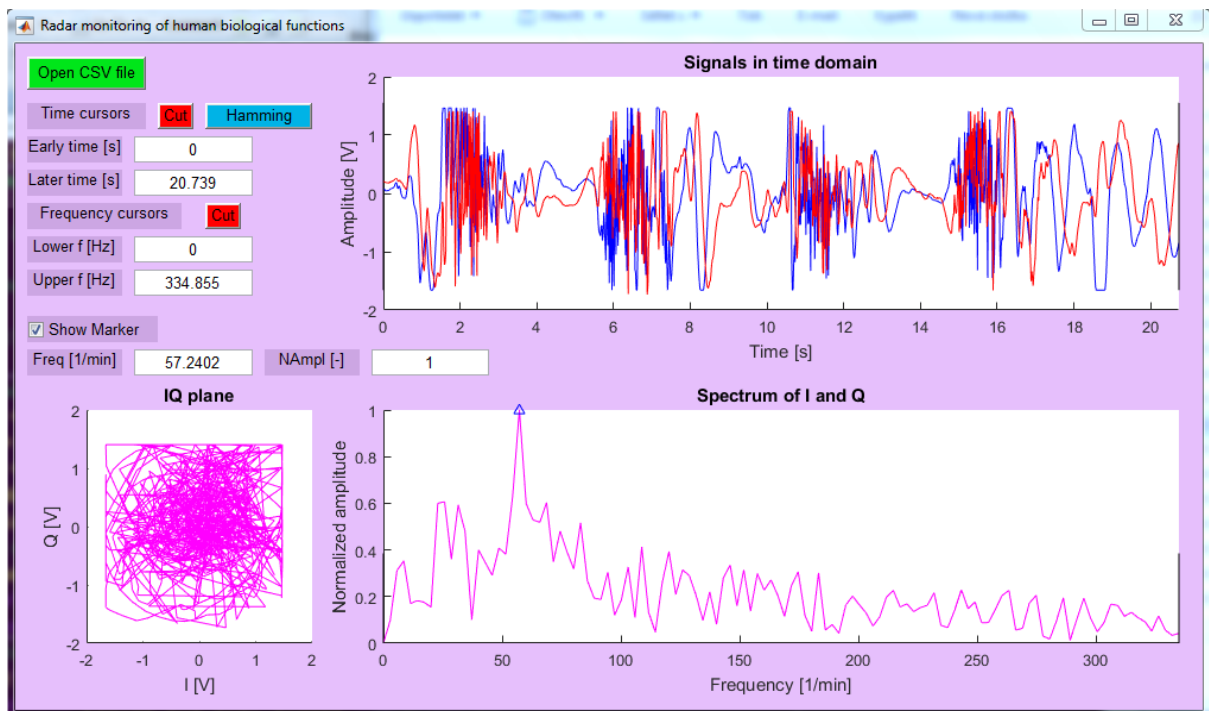 Radar monitoring of human biological functions
Open CSV file
Time cursors Cut Hamming
Early time [s] 0
Later time [s] 20.739
Frequency cursors Cut
Lower f [Hz] 0
Upper f [Hz] 334.855
Show Marker
Freq [1/min] 57.2402 NAmpl [-] 1
Signals in time domain
Amplitude [V]
2
1
0
-1
-2
0 2 4 6 8 10 12 14 16 18 20
Time [s]
IQ plane
Q [V]
2
1
0
-1
-2
-2 -1 0 1 2
I [V]
Spectrum of I and Q
Normalized amplitude
1
0.8
0.6
0.4
0.2
0
0 50 100 150 200 250 300
Frequency [1/min]